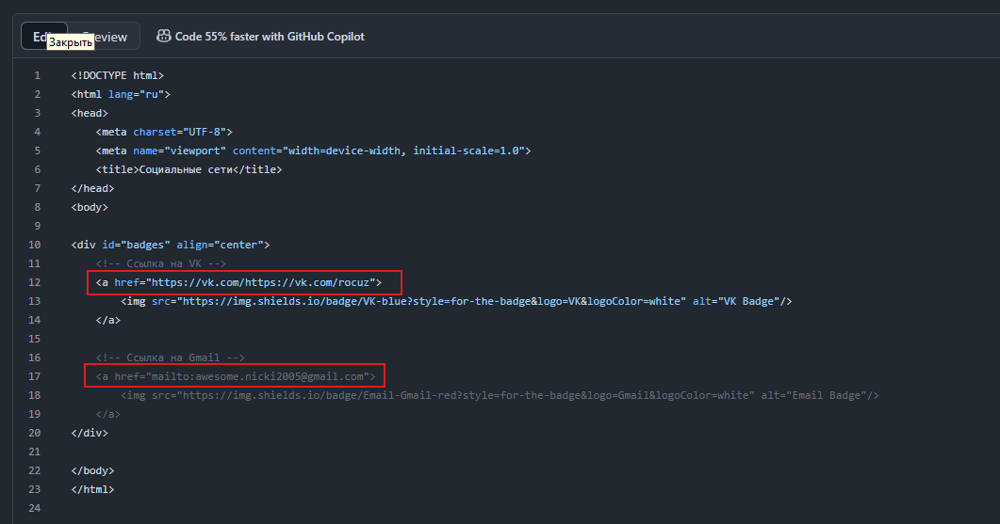 Edit Preview Code 55% faster with GitHub Copilot
Закрыть
1 <!DOCTYPE html>
2 <html lang="ru">
3 <head>
4 <meta charset="UTF-8">
5 <meta name="viewport" content="width=device-width, initial-scale=1.0">
6 <title>Социальные сети</title>
7 </head>
8 <body>
9
10 <div id="badges" align="center">
11 <!-- Ссылка на VK -->
12 <a href="https://vk.com/https://vk.com/rocuz">
13 <img src="https://img.shields.io/badge/VK-blue?style=for-the-badge&logo=VK&logoColor=white" alt="VK Badge"/>
14 </a>
15
16 <!-- Ссылка на Gmail -->
17 <a href="mailto:awesome.nicki2005@gmail.com">
18 <img src="https://img.shields.io/badge/Email-Gmail-red?style=for-the-badge&logo=Gmail&logoColor=white" alt="Email Badge"/>
19 </a>
20 </div>
21
22 </body>
23 </html>
24